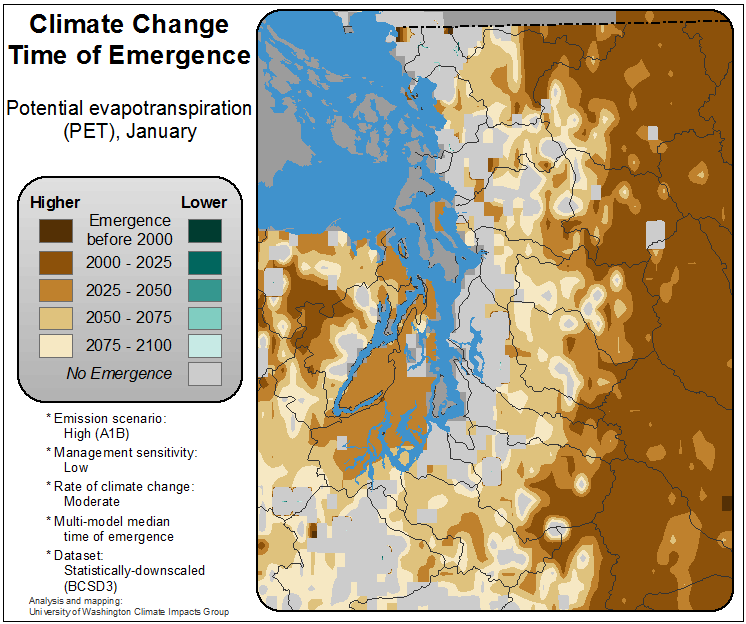 Climate Change
Time of Emergence
Potential evapotranspiration
(PET), January
Higher Lower
Emergence
before 2000
2000 - 2025
2025 - 2050
2050 - 2075
2075 - 2100
No Emergence
* Emission scenario:
High (A1B)
* Management sensitivity:
Low
* Rate of climate change:
Moderate
* Multi-model median
time of emergence
* Dataset:
Statistically-downscaled
(BCSD3)
Analysis and mapping:
University of Washington Climate Impacts Group